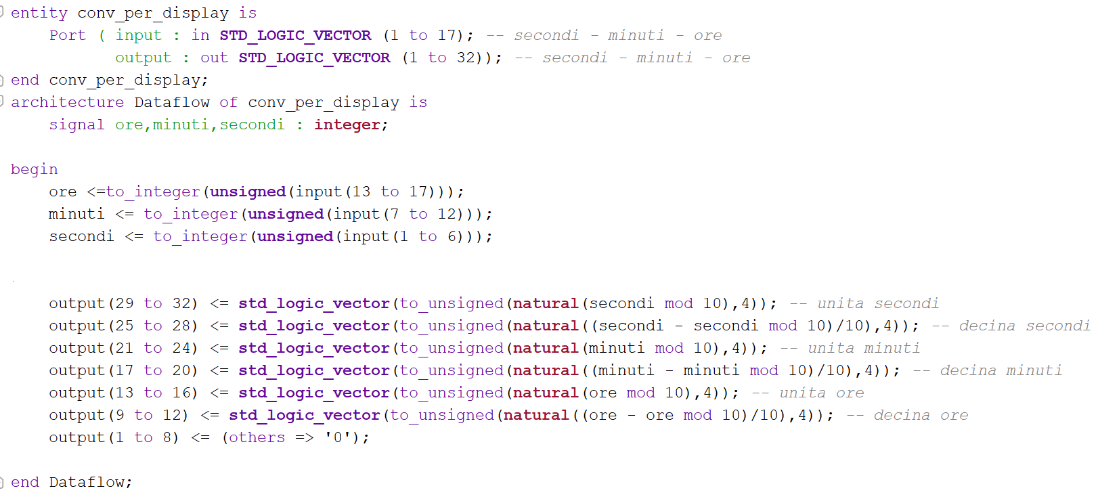 entity conv_per_display is
Port ( input : in STD_LOGIC_VECTOR (1 to 17); -- secondi - minuti - ore
output : out STD_LOGIC_VECTOR (1 to 32)); -- secondi - minuti - ore
end conv_per_display;
architecture Dataflow of conv_per_display is
signal ore,minuti,secondi : integer;
begin
ore <=to_integer(unsigned(input(13 to 17)));
minuti <= to_integer(unsigned(input(7 to 12)));
secondi <= to_integer(unsigned(input(1 to 6)));
output(29 to 32) <= std_logic_vector(to_unsigned(natural(secondi mod 10),4)); -- unita secondi
output(25 to 28) <= std_logic_vector(to_unsigned(natural((secondi - secondi mod 10)/10),4)); -- decina secondi
output(21 to 24) <= std_logic_vector(to_unsigned(natural(minuti mod 10),4)); -- unita minuti
output(17 to 20) <= std_logic_vector(to_unsigned(natural((minuti - minuti mod 10)/10),4)); -- decina minuti
output(13 to 16) <= std_logic_vector(to_unsigned(natural(ore mod 10),4)); -- unita ore
output(9 to 12) <= std_logic_vector(to_unsigned(natural((ore - ore mod 10)/10),4)); -- decina ore
output(1 to 8) <= (others => '0');
end Dataflow;